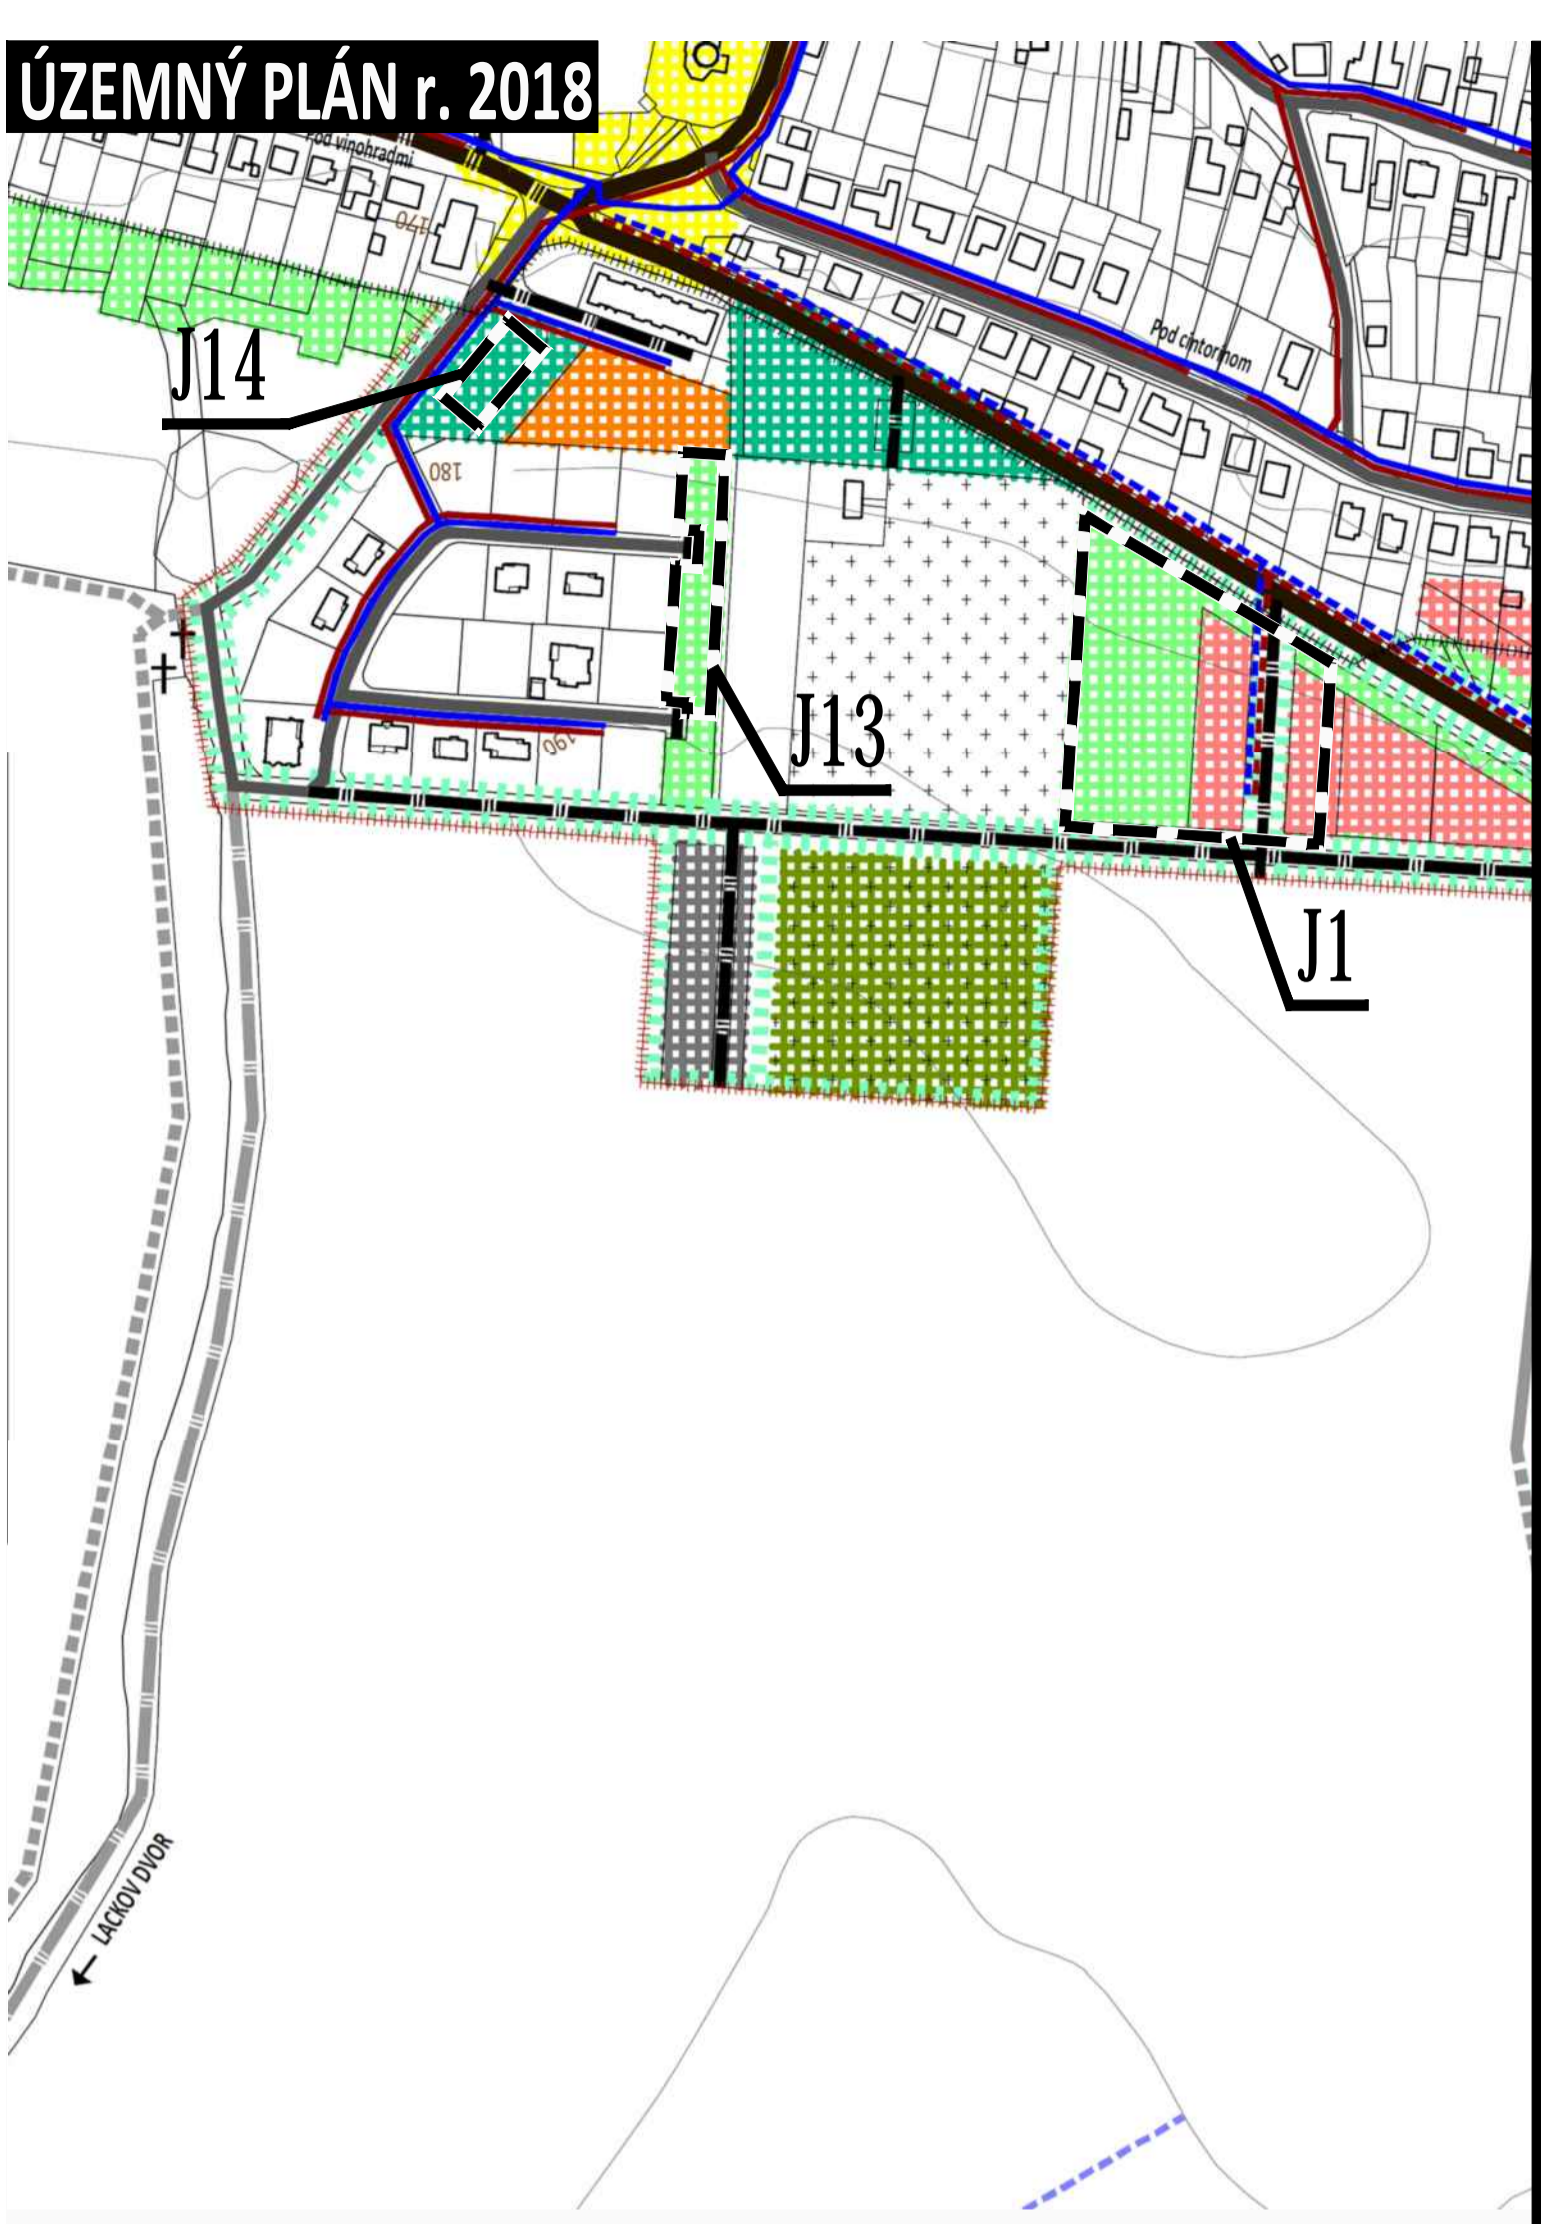 ÚZEMNÝ PLÁN r. 2018
Pod vinohradmi
170
Pod cintorínom
J14
180
J13
190
J1
LACKOV DVOR